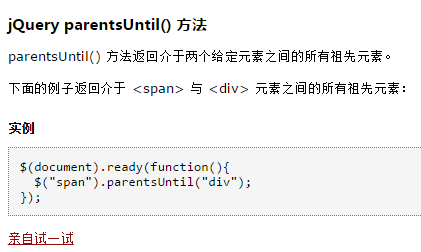 jQuery parentsUntil() 方法
parentsUntil() 方法返回介于两个给定元素之间的所有祖先元素。
下面的例子返回介于 <span> 与 <div> 元素之间的所有祖先元素：
实例
$(document).ready(function(){
  $("span").parentsUntil("div");
});
亲自试一试